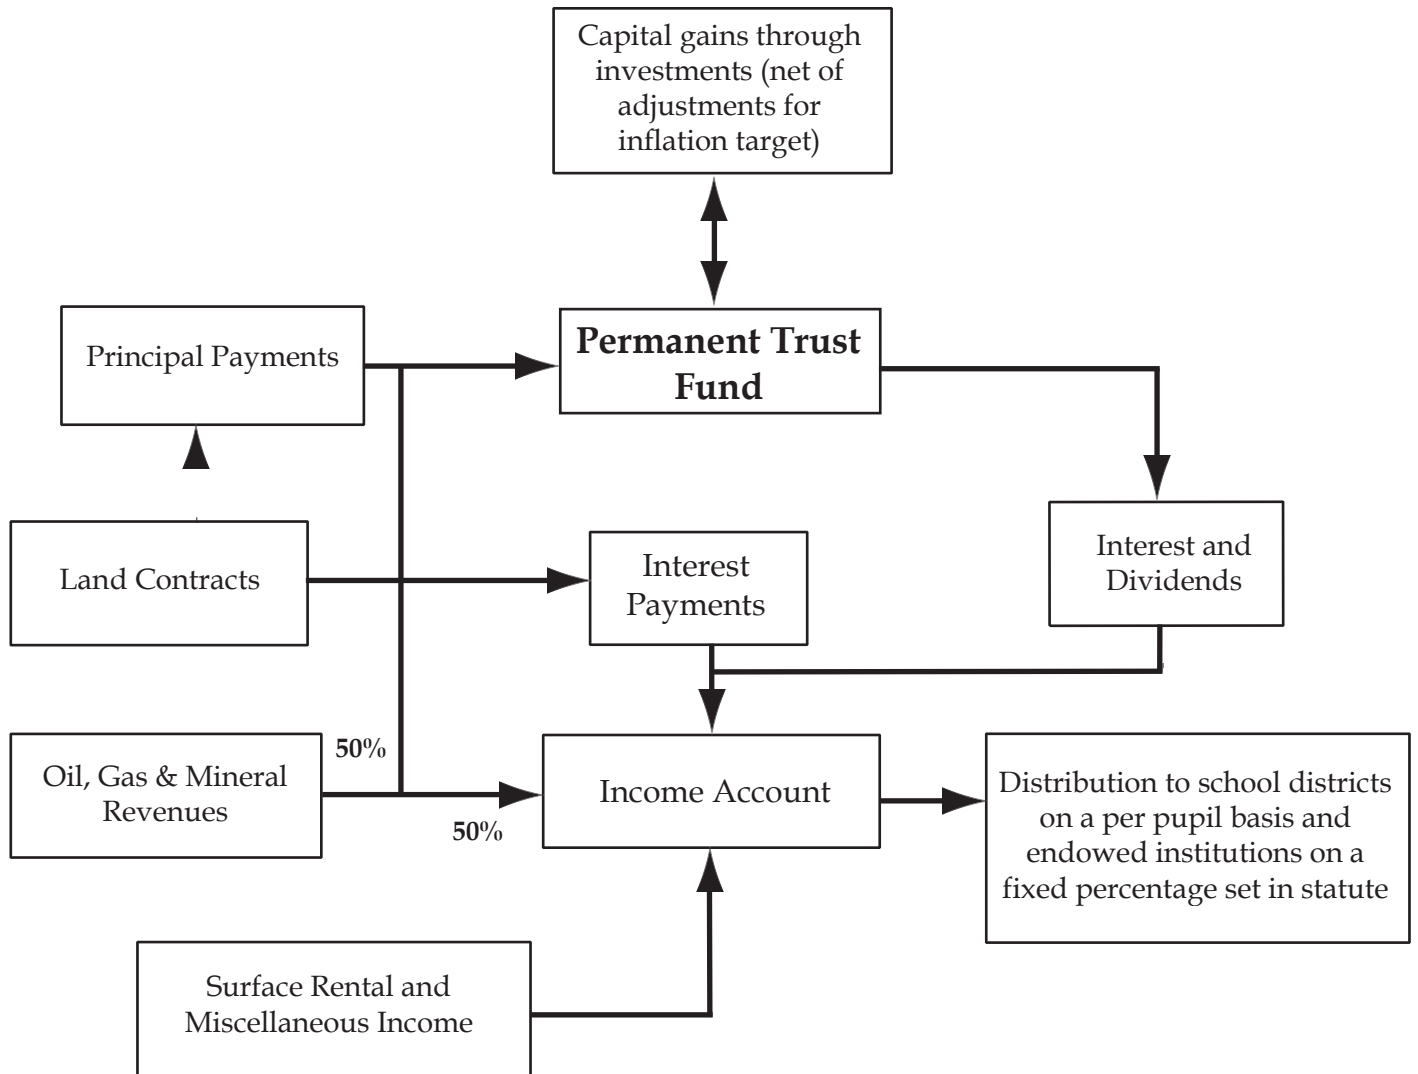 Capital gains through
investments (net of
adjustments for
inflation target)
Principal Payments
Permanent Trust
Fund
Land Contracts
Interest
Payments
Interest and
Dividends
Oil, Gas & Mineral
Revenues
50%
50%
Income Account
Distribution to school districts
on a per pupil basis and
endowed institutions on a
fixed percentage set in statute
Surface Rental and
Miscellaneous Income